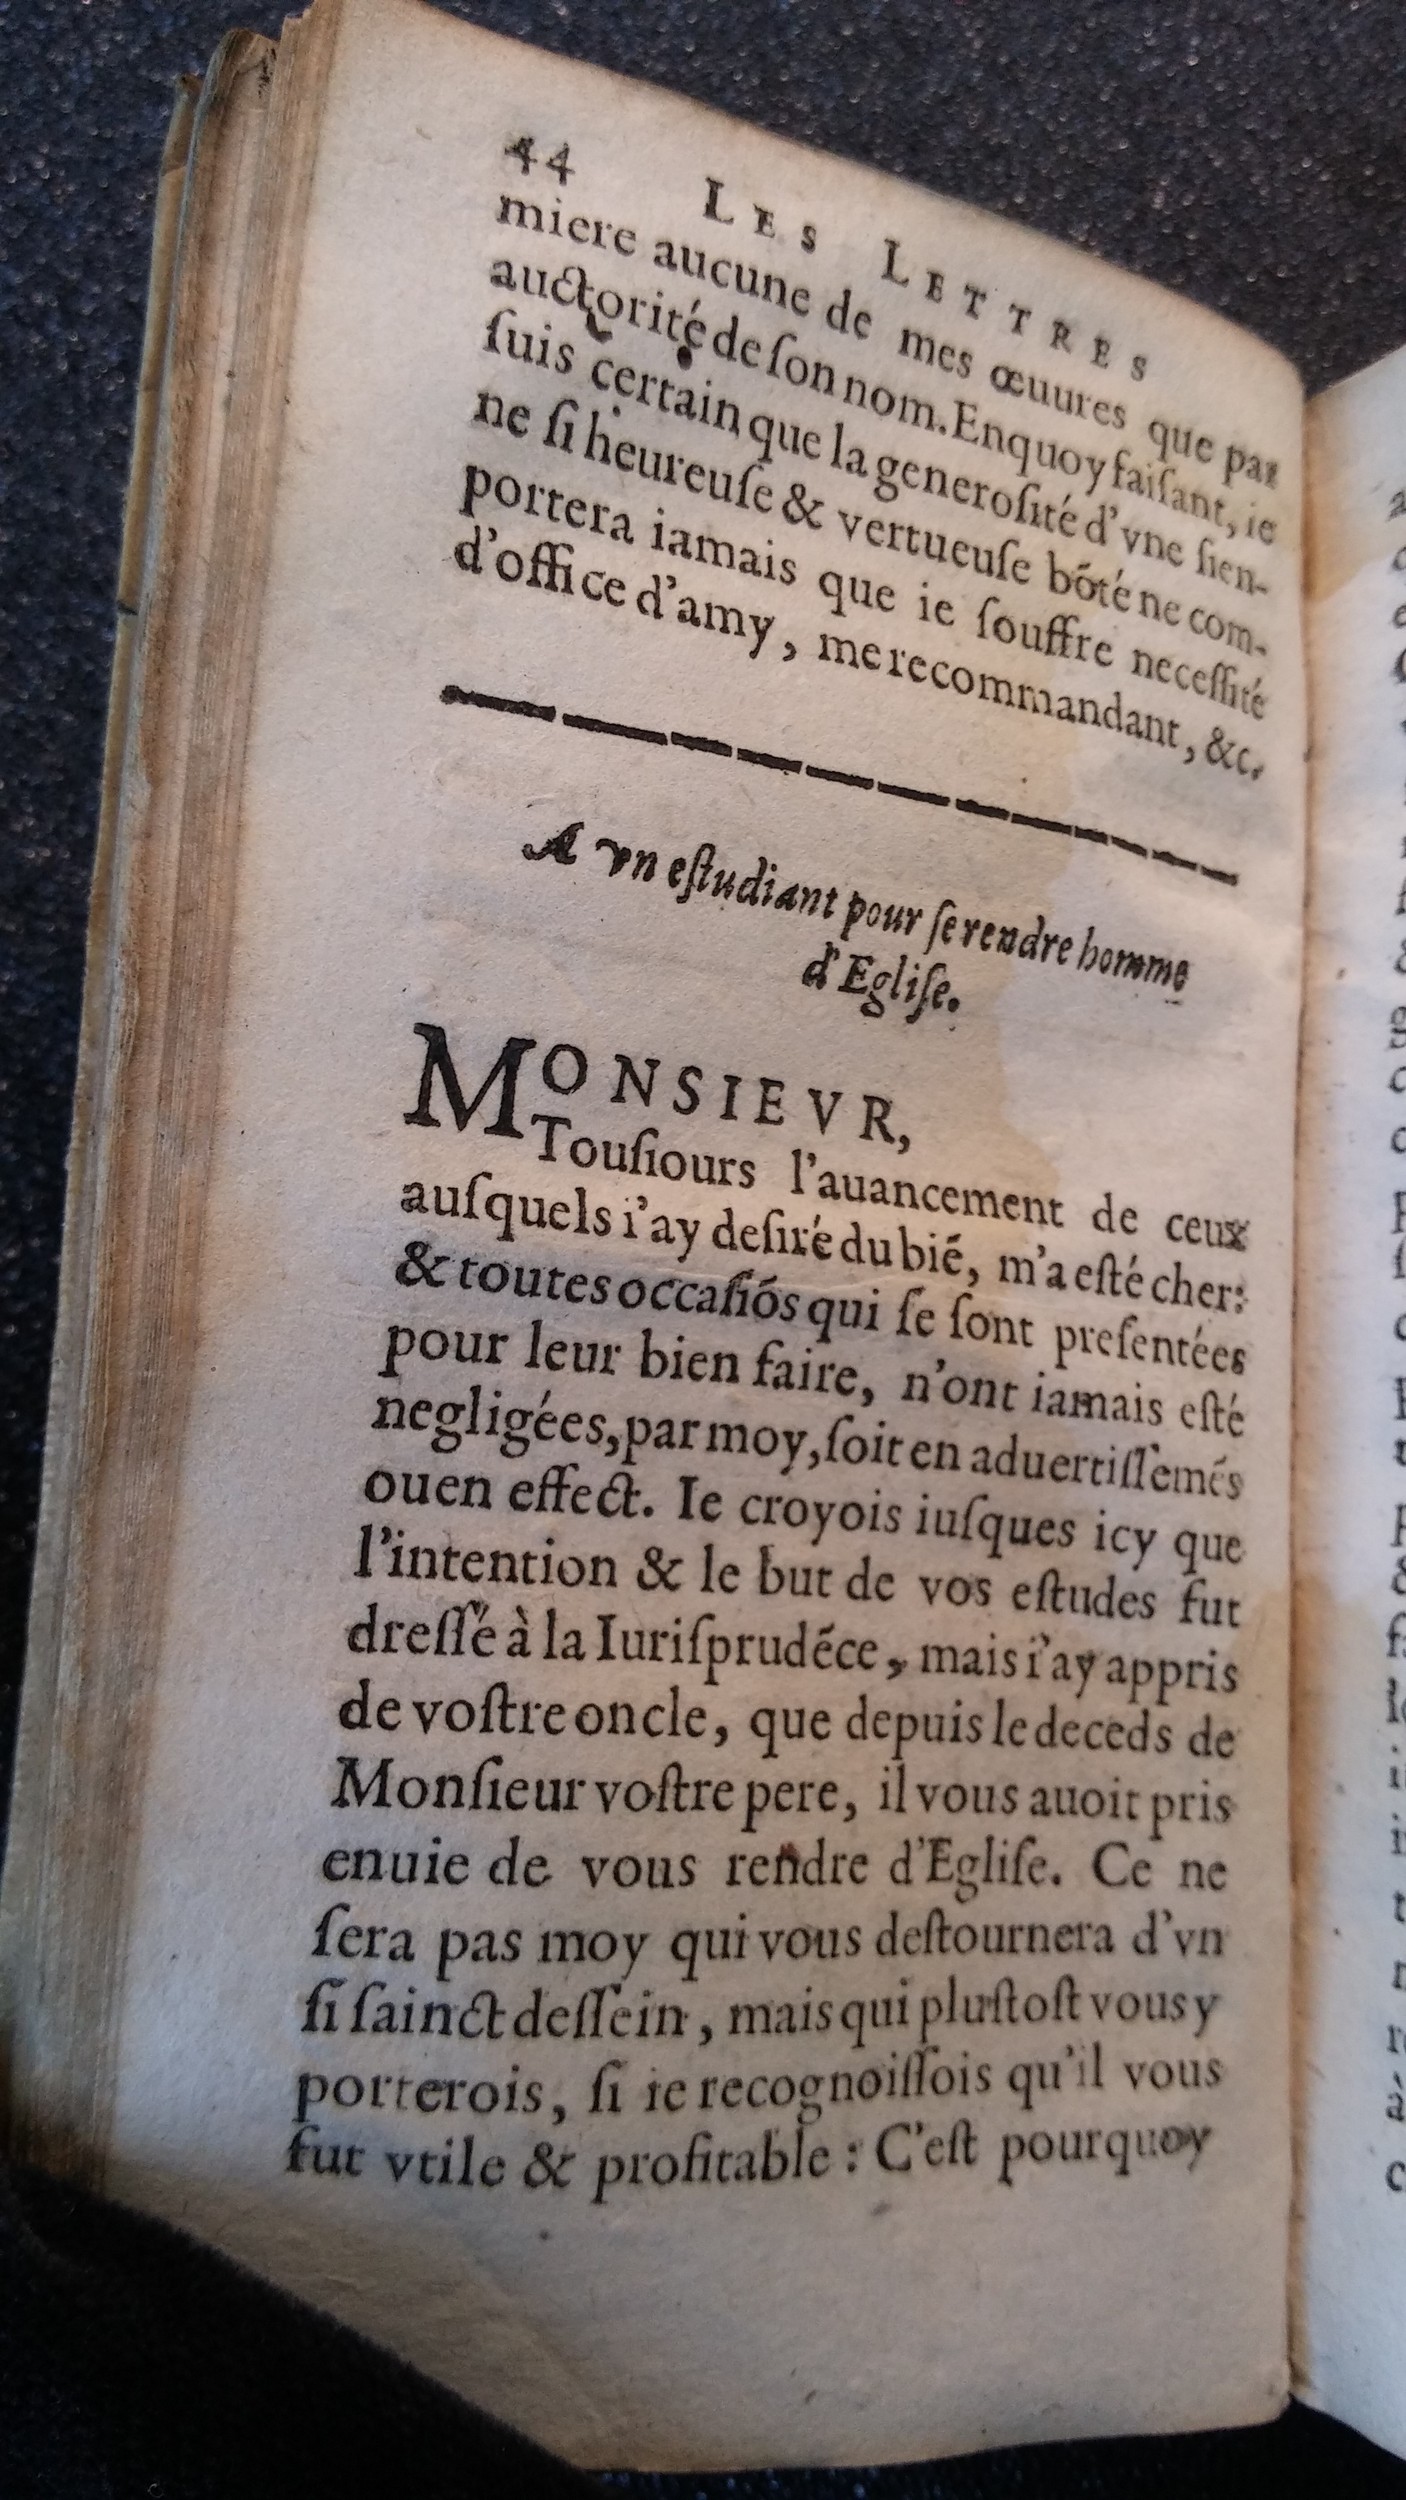 44 LES LETTRES
miere aucune de mes œuures que par
auctorité de ſon nom. Enquoy faiſant, ie
ſuis certain que la generoſité d'vne ſien-
ne ſi heureuſe & vertueuſe bõté ne com-
portera iamais que ie ſouffre neceſſité
d'office d'amy, me recommandant, &c.
A vn eſtudiant pour ſe rendre homme
d'Egliſe.
MONSIEVR,
Touſiours l'auancement de ceux
auſquels i'ay deſiré du biẽ, m'a eſté cher:
& toutes occaſiõs qui ſe ſont preſentées
pour leur bien faire, n'ont iamais eſté
negligées, par moy, ſoit en aduertiſſemẽs
ou en effect. Ie croyois iuſques icy que
l'intention & le but de vos eſtudes fut
dreſſé à la Iuriſprudẽce, mais i'ay appris
de voſtre oncle, que depuis le deceds de
Monſieur voſtre pere, il vous auoit pris
enuie de vous rendre d'Egliſe. Ce ne
ſera pas moy qui vous deſtournera d'vn
ſi ſainct deſſein, mais qui pluſtoſt vous y
porterois, ſi ie recognoiſſois qu'il vous
fut vtile & profitable : C'eſt pourquoy